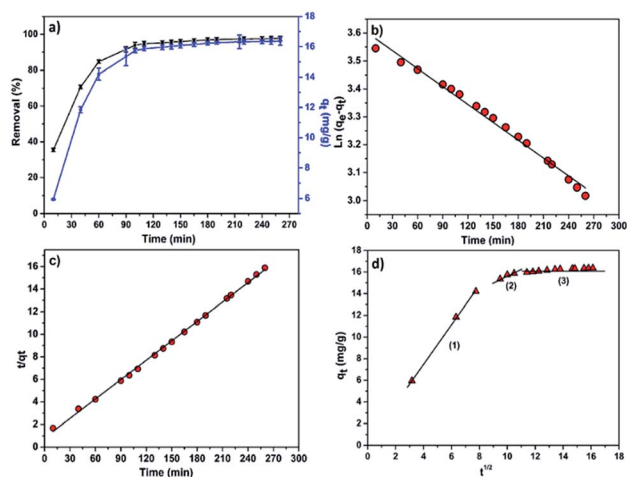 a)
Removal (%)
100
80
60
40
20
0
18
16
14
12
10
8
6
qt (mg/g)
0 30 60 90 120 150 180 210 240 270
Time (min)
b)
Ln (qe-qt)
3.6
3.5
3.4
3.3
3.2
3.1
3.0
0 30 60 90 120 150 180 210 240 270
Time (min)
c)
t/qt
16
14
12
10
8
6
4
2
0
0 30 60 90 120 150 180 210 240 270 300
Time (min)
d)
qt (mg/g)
20
18
16
14
12
10
8
6
4
2
0
(1)
(2)
(3)
0 2 4 6 8 10 12 14 16 18
t1/2